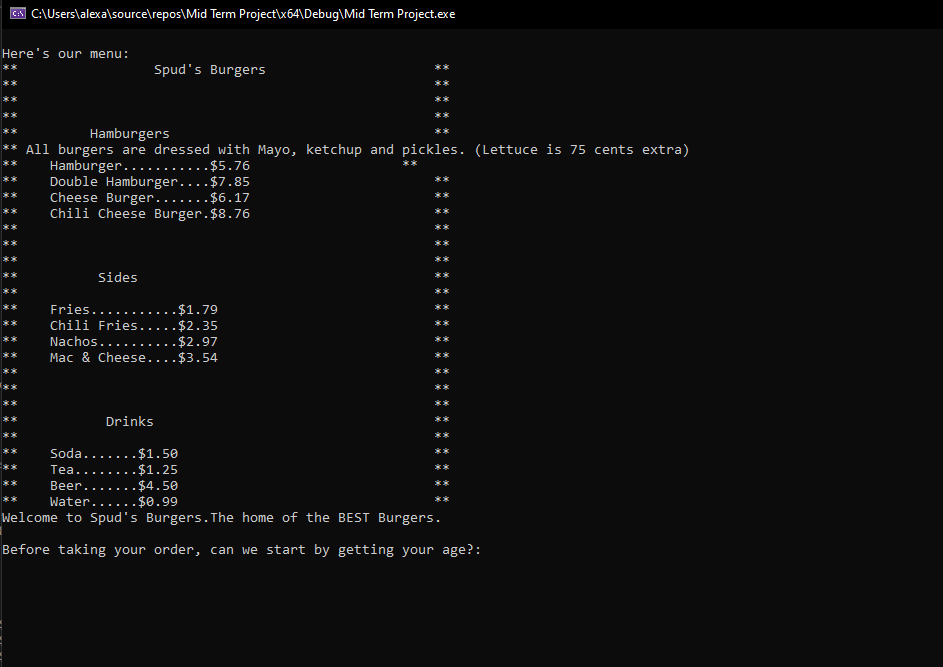 C:\Users\alexa\source\repos\Mid Term Project\x64\Debug\Mid Term Project.exe
Here's our menu:
**                 Spud's Burgers                     **
**                                                    **
**                                                    **
**                                                    **
**         Hamburgers                                 **
** All burgers are dressed with Mayo, ketchup and pickles. (Lettuce is 75 cents extra)
**    Hamburger...........$5.76                   **
**    Double Hamburger....$7.85                       **
**    Cheese Burger.......$6.17                       **
**    Chili Cheese Burger.$8.76                       **
**                                                    **
**                                                    **
**                                                    **
**          Sides                                     **
**                                                    **
**    Fries...........$1.79                           **
**    Chili Fries.....$2.35                           **
**    Nachos..........$2.97                           **
**    Mac & Cheese....$3.54                           **
**                                                    **
**                                                    **
**                                                    **
**           Drinks                                   **
**                                                    **
**    Soda.......$1.50                                **
**    Tea........$1.25                                **
**    Beer.......$4.50                                **
**    Water......$0.99                                **
Welcome to Spud's Burgers.The home of the BEST Burgers.
Before taking your order, can we start by getting your age?: